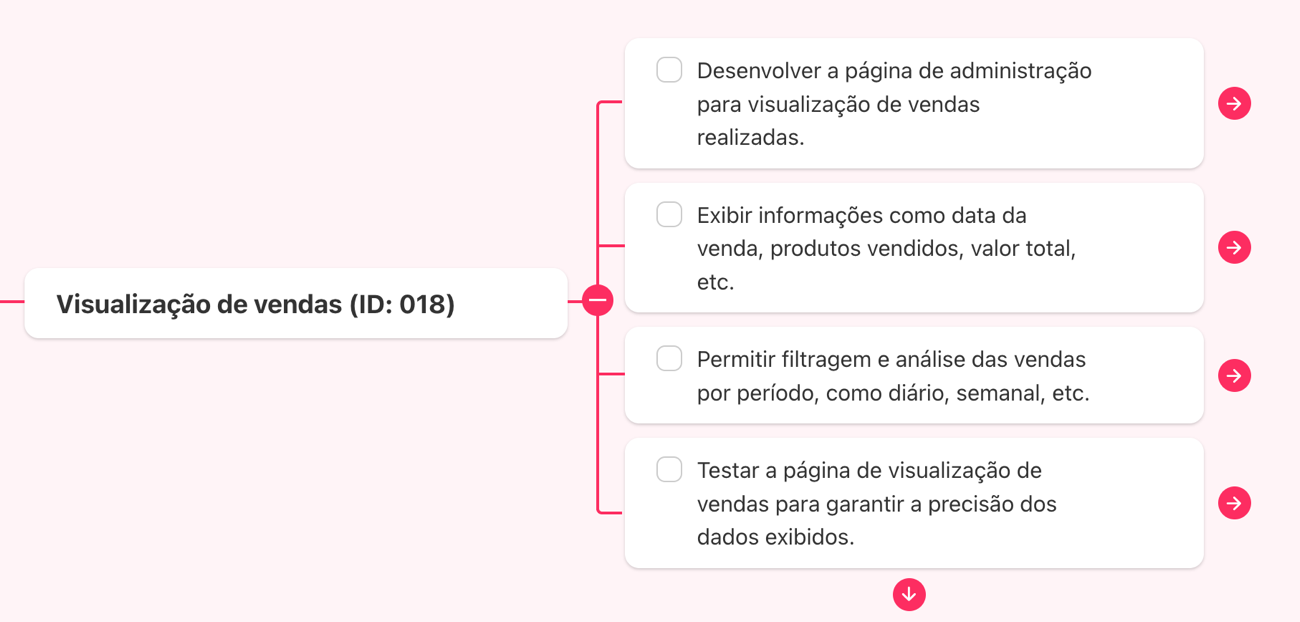 Desenvolver a página de administração
para visualização de vendas
realizadas.
Exibir informações como data da
venda, produtos vendidos, valor total,
etc.
Visualização de vendas (ID: 018)
Permitir filtragem e análise das vendas
por período, como diário, semanal, etc.
Testar a página de visualização de
vendas para garantir a precisão dos
dados exibidos.